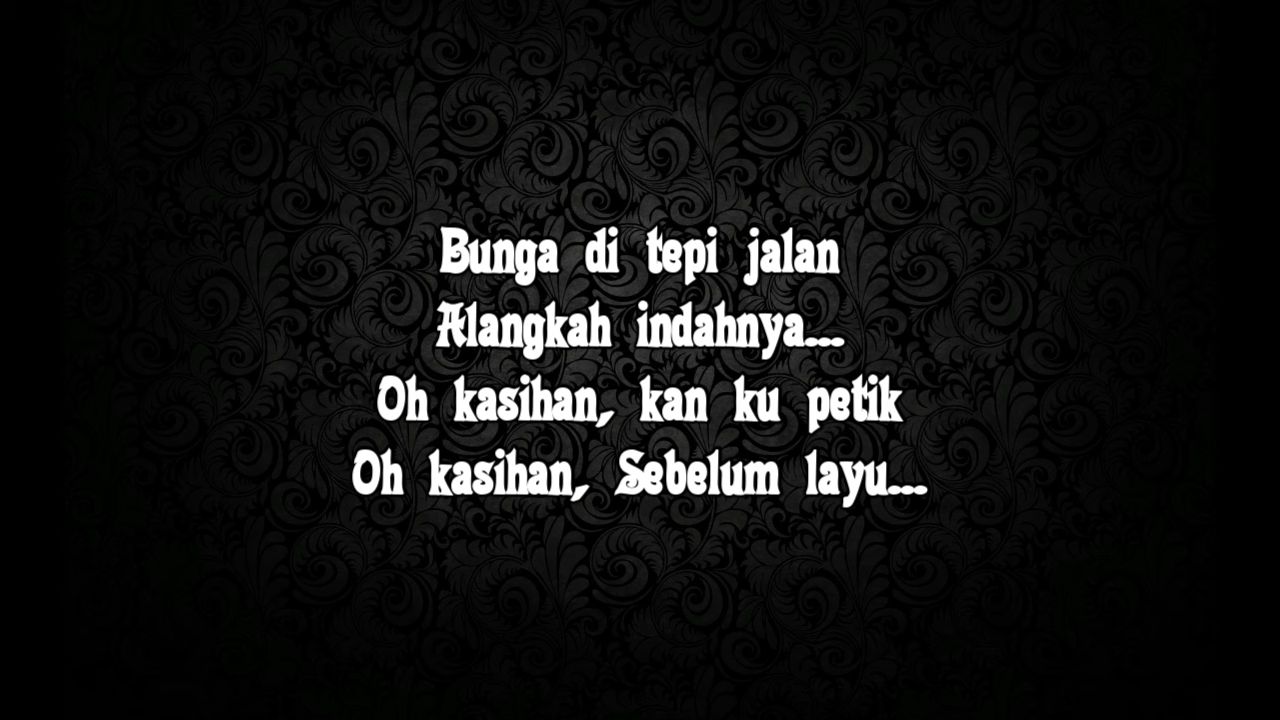 Bunga di tepi jalan
Alangkah indahnya...
Oh kasihan, kan ku petik
Oh kasihan, Sebelum layu...